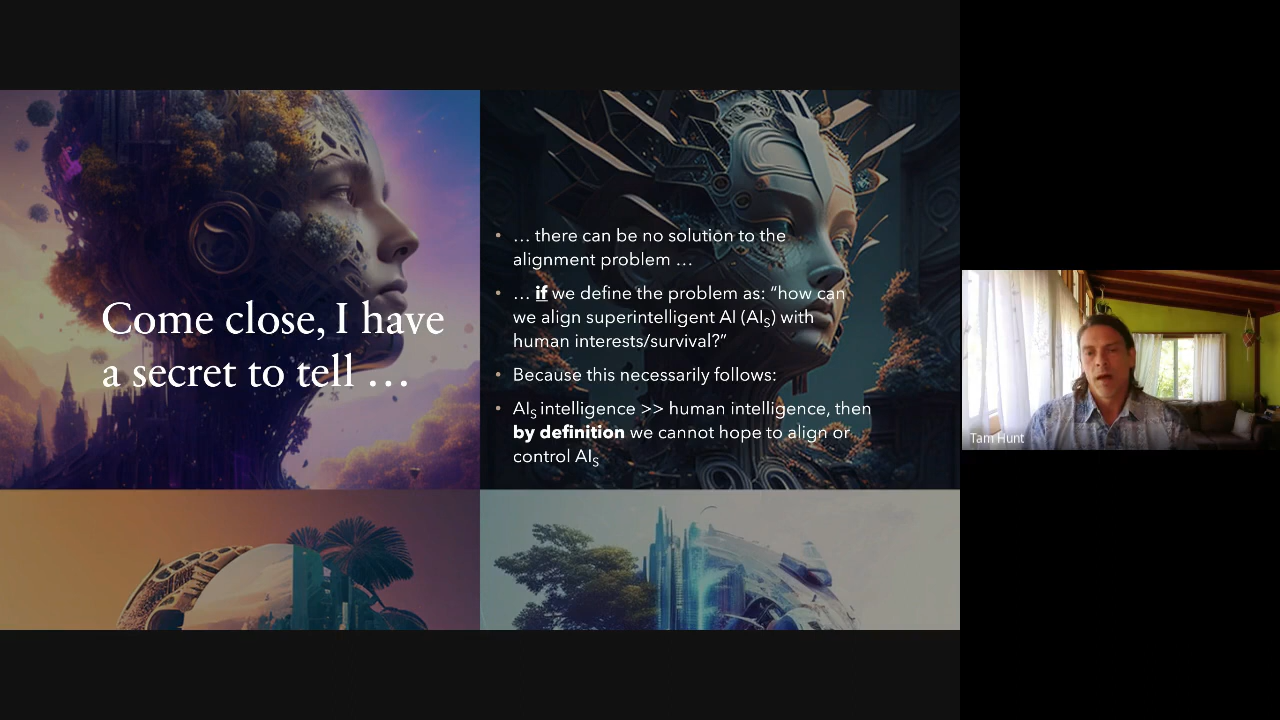 Come close, I have
a secret to tell …
• … there can be no solution to the
alignment problem …
• … if we define the problem as: “how can
we align superintelligent AI (AIS) with
human interests/survival?”
• Because this necessarily follows:
• AIS intelligence >> human intelligence, then
by definition we cannot hope to align or
control AIS
Tam Hunt